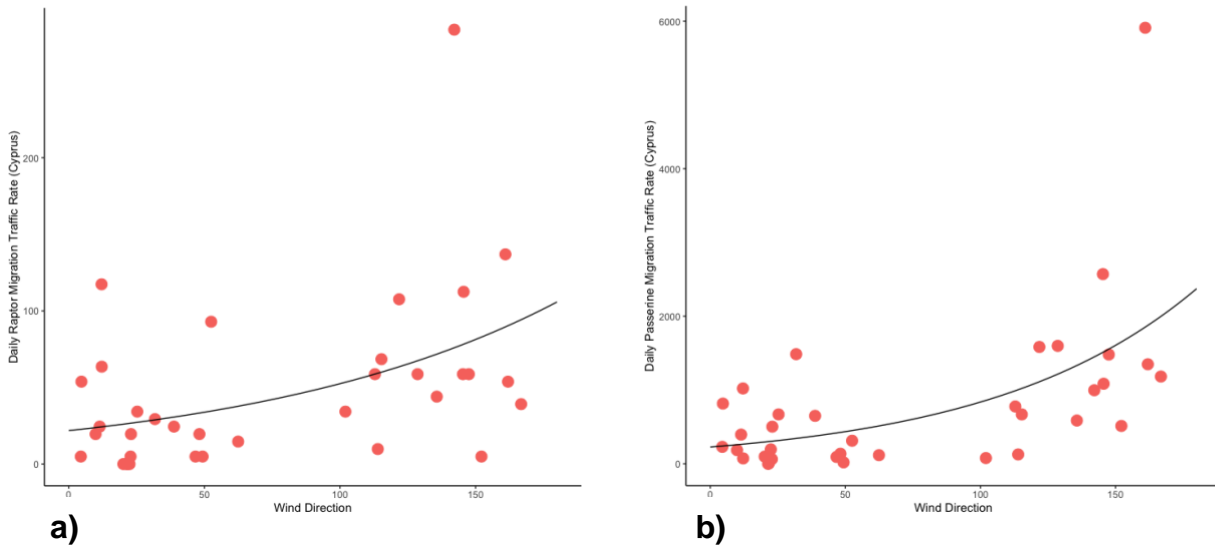 Daily Raptor Migration Traffic Rate (Cyprus)
200
100
0
0
50
100
150
Wind Direction
a)
Daily Passerine Migration Traffic Rate (Cyprus)
6000
4000
2000
0
0
50
100
150
Wind Direction
b)